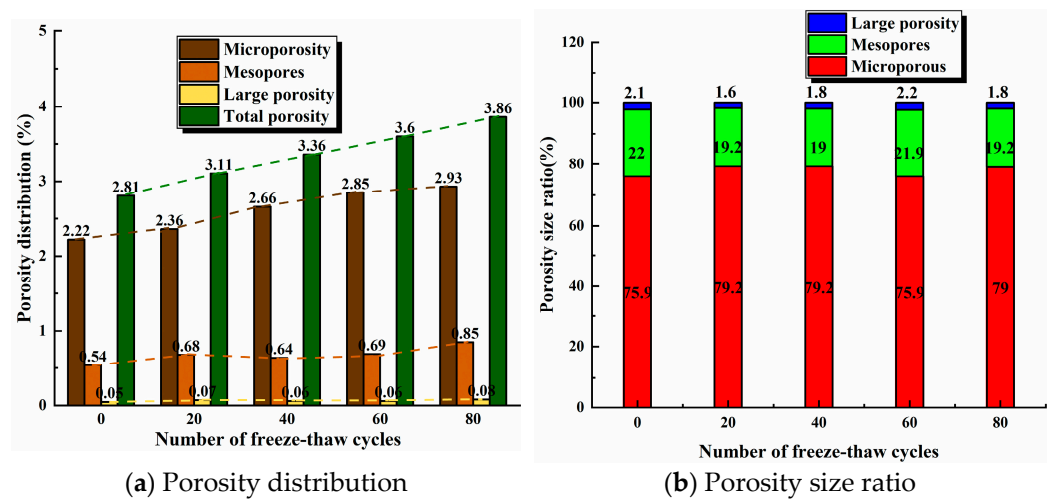 5
4
3
2
1
0
Porosity distribution (%)
Microporosity
Mesopores
Large porosity
Total porosity
2.81
3.11
3.36
3.6
3.86
2.22
2.36
2.66
2.85
2.93
0.54
0.68
0.64
0.69
0.85
0.05
0.07
0.06
0.06
0.08
0 20 40 60 80
Number of freeze-thaw cycles
(a) Porosity distribution
120
100
80
60
40
20
0
Porosity size ratio(%)
Large porosity
Mesopores
Microporous
2.1 1.6 1.8 2.2 1.8
22 19.2 19 21.9 19.2
75.9 79.2 79.2 75.9 79
0 20 40 60 80
Number of freeze-thaw cycles
(b) Porosity size ratio